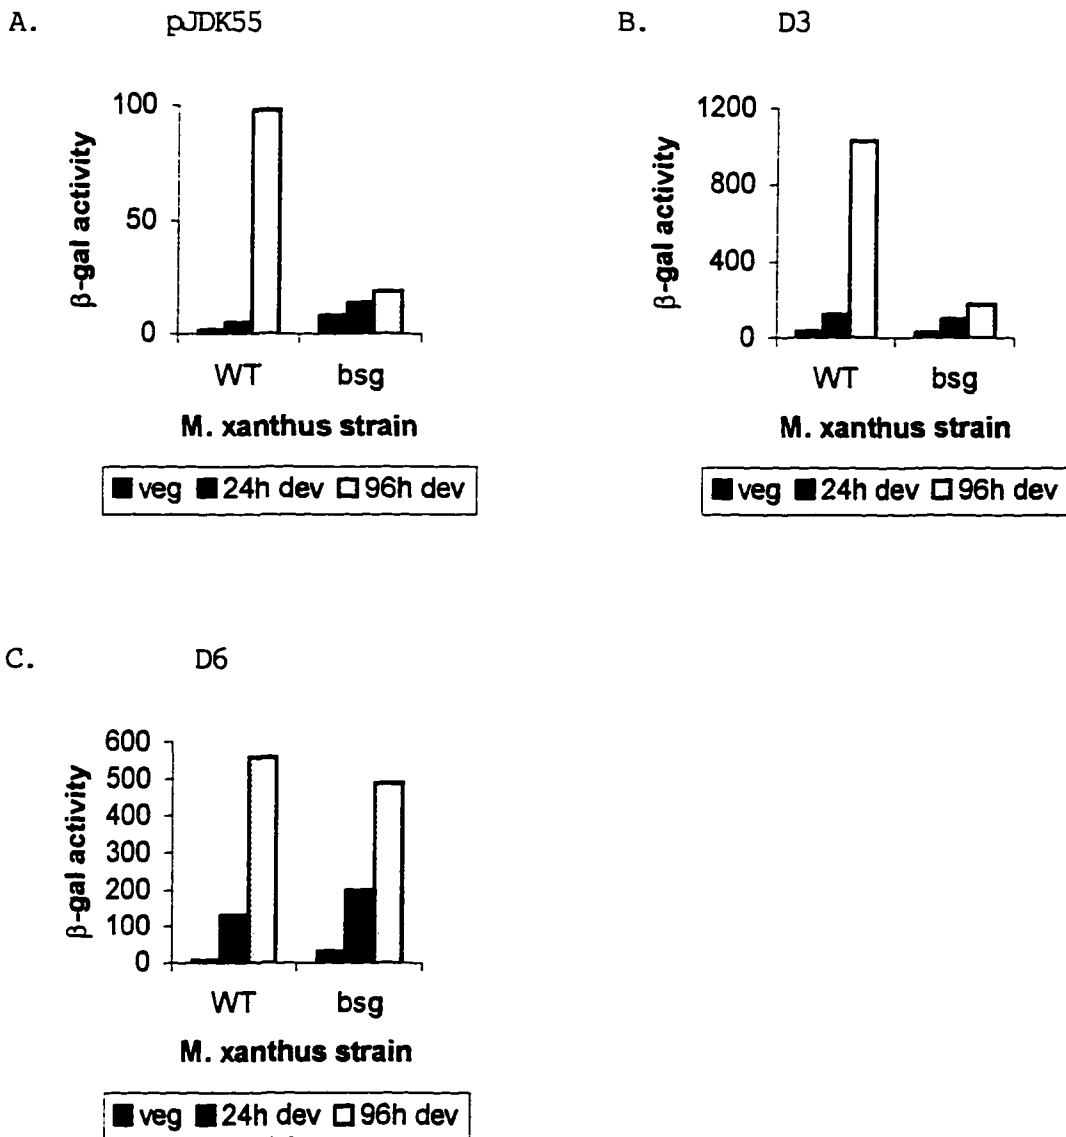 A. pJDK55
100
50
0
β-gal activity
WT bsg
M. xanthus strain
veg 24h dev 96h dev
B. D3
1200
800
400
0
β-gal activity
WT bsg
M. xanthus strain
veg 24h dev 96h dev
C. D6
600
500
400
300
200
100
0
β-gal activity
WT bsg
M. xanthus strain
veg 24h dev 96h dev